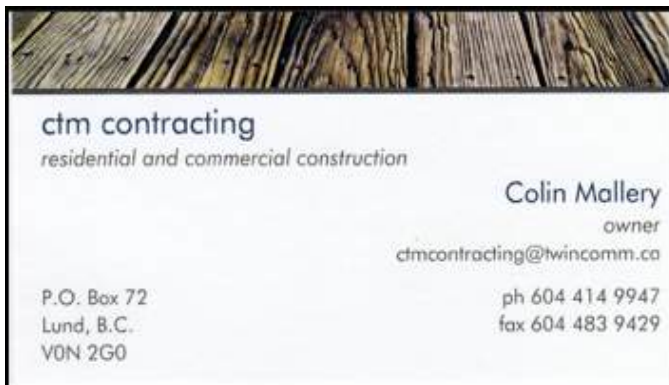 ctm contracting
residential and commercial construction
Colin Mallery
owner
ctmcontracting@twincomm.ca
P.O. Box 72
Lund, B.C.
V0N 2G0
ph 604 414 9947
fax 604 483 9429